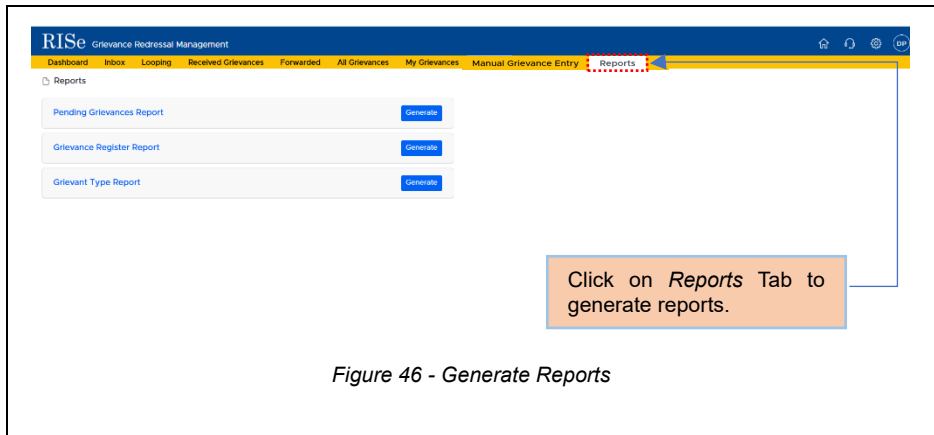 RISe Grievance Redressal Management
DP
Dashboard Inbox Looping Received Grievances Forwarded All Grievances My Grievances Manual Grievance Entry Reports
Reports
Pending Grievances Report Generate
Grievance Register Report Generate
Grievant Type Report Generate
Click on Reports Tab to
generate reports.
Figure 46 - Generate Reports